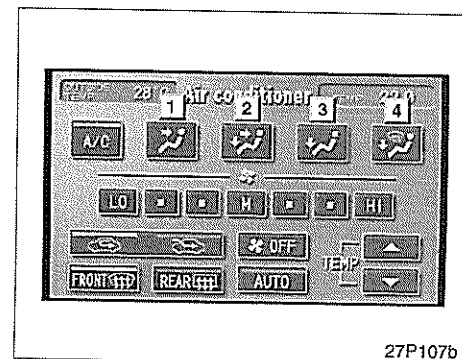 OUTSIDE TEMP 28 Air conditioner
1 2 3 4
A/C
LO M HI
OFF
TEMP
FRONT REAR AUTO
27P107b